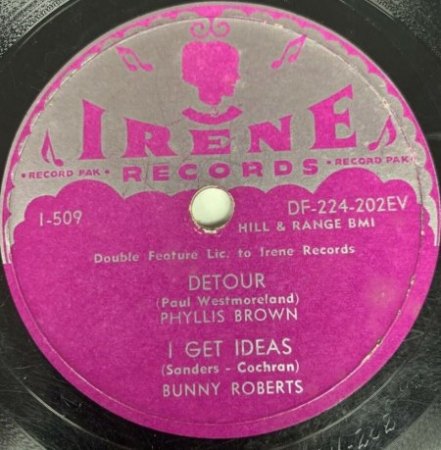 IRENE
• RECORD PAK • RECORDS • RECORD PAK •
I-509
DF-224-202EV
HILL & RANGE BMI
Double Feature Lic. to Irene Records
DETOUR
(Paul Westmoreland)
PHYLLIS BROWN
I GET IDEAS
(Sanders - Cochran)
BUNNY ROBERTS